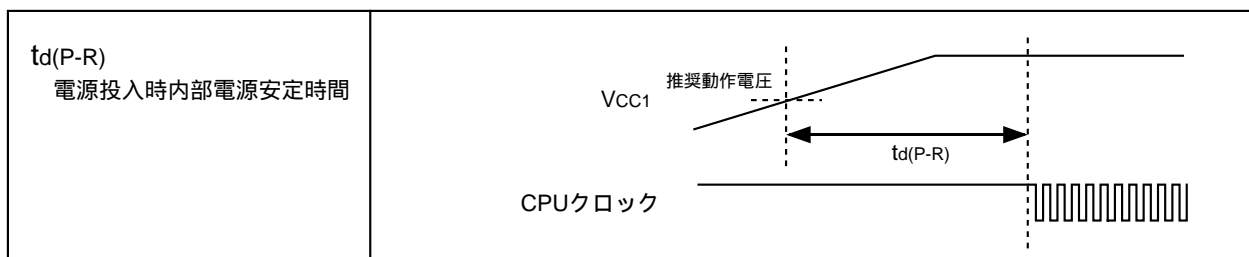 td(P-R)
電源投入時内部電源安定時間
推奨動作電圧
VCC1
td(P-R)
CPUクロック